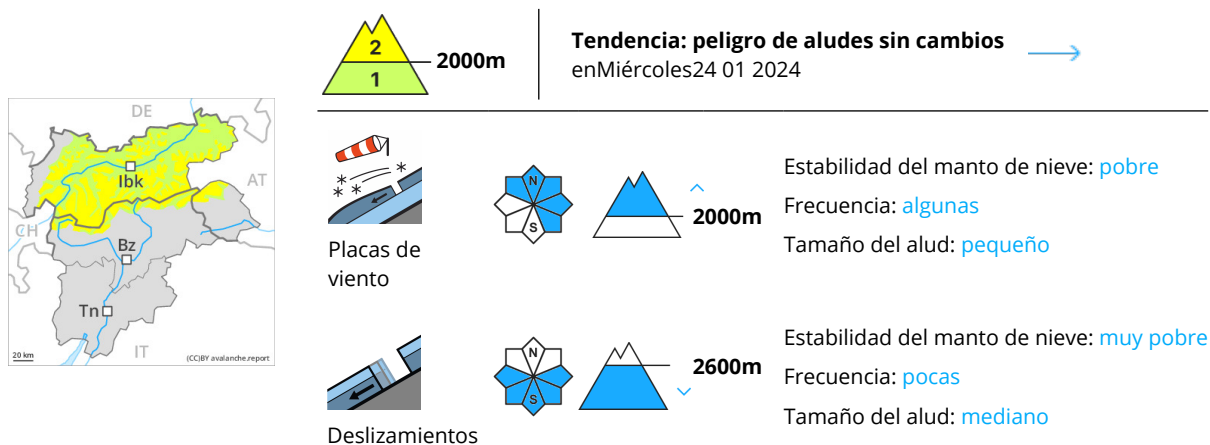 2
1
2000m
Tendencia: peligro de aludes sin cambios
enMiércoles24 01 2024
DE
Ibk
AT
CH
Bz
Tn
IT
20 km
(CC)BY avalanche.report
Placas de
viento
N
S
2000m
Estabilidad del manto de nieve: pobre
Frecuencia: algunas
Tamaño del alud: pequeño
Deslizamientos
N
S
2600m
Estabilidad del manto de nieve: muy pobre
Frecuencia: pocas
Tamaño del alud: mediano